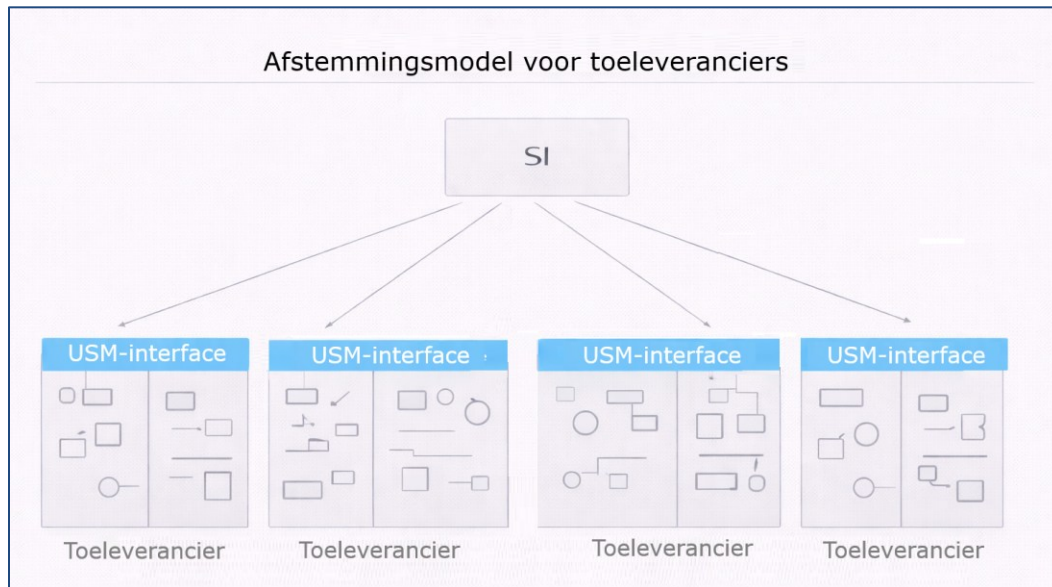 Afstemmingsmodel voor toeleveranciers
SI
USM-interface
USM-interface
USM-interface
USM-interface
Toeleverancier
Toeleverancier
Toeleverancier
Toeleverancier